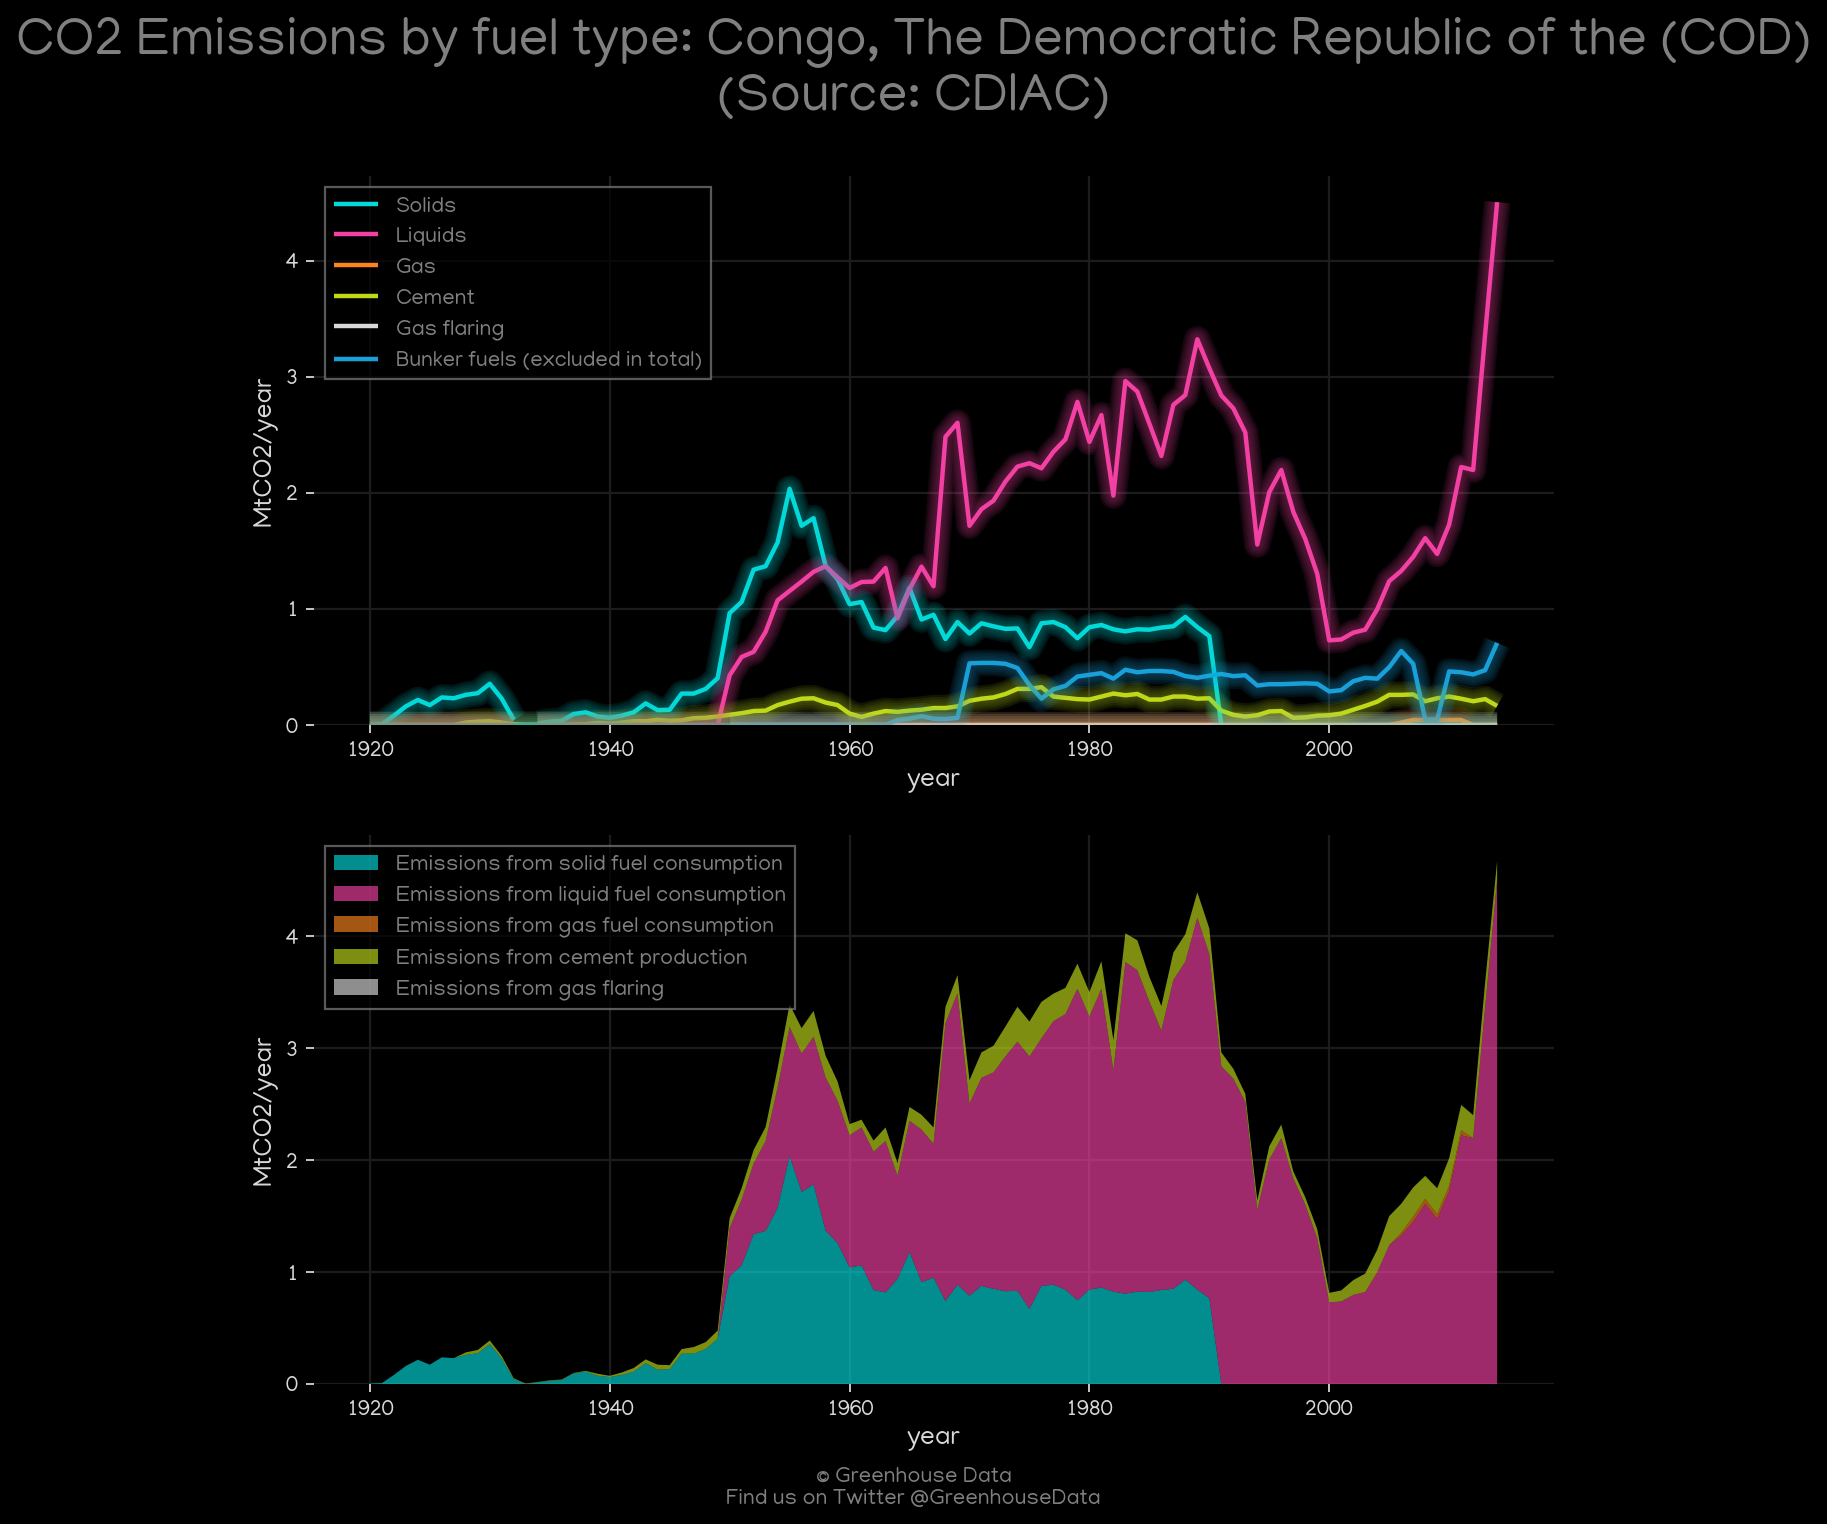 CO2 Emissions by fuel type: Congo, The Democratic Republic of the (COD)
(Source: CDIAC)
Solids
Liquids
Gas
Cement
Gas flaring
Bunker fuels (excluded in total)
4
3
2
1
0
MtCO2/year
1920 1940 1960 1980 2000
year
Emissions from solid fuel consumption
Emissions from liquid fuel consumption
Emissions from gas fuel consumption
Emissions from cement production
Emissions from gas flaring
4
3
2
1
0
MtCO2/year
1920 1940 1960 1980 2000
year
© Greenhouse Data
Find us on Twitter @GreenhouseData